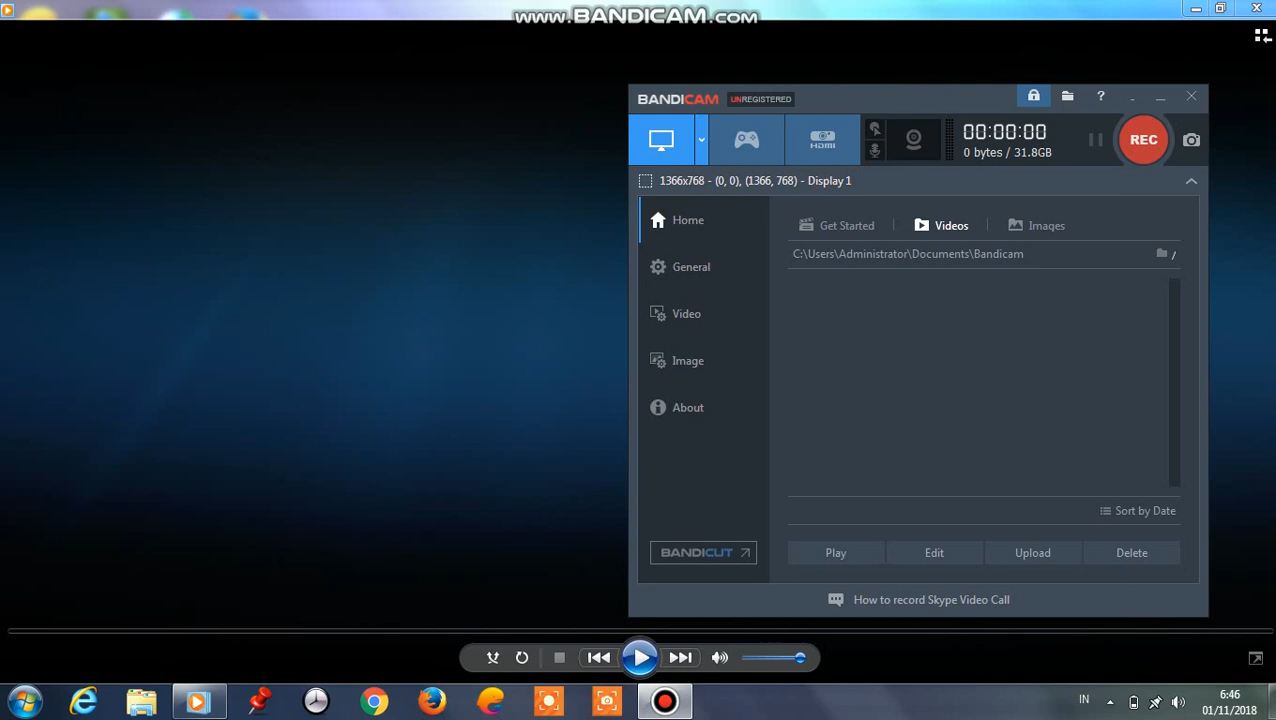 www.BANDICAM.COM
BANDICAM UNREGISTERED
HDMI
00:00:00
0 bytes / 31.8GB
REC
1366x768 - (0, 0), (1366, 768) - Display 1
Home
General
Video
Image
About
Get Started
Videos
Images
C:\Users\Administrator\Documents\Bandicam
/
Sort by Date
BANDICUT
Play
Edit
Upload
Delete
How to record Skype Video Call
IN
6:46
01/11/2018